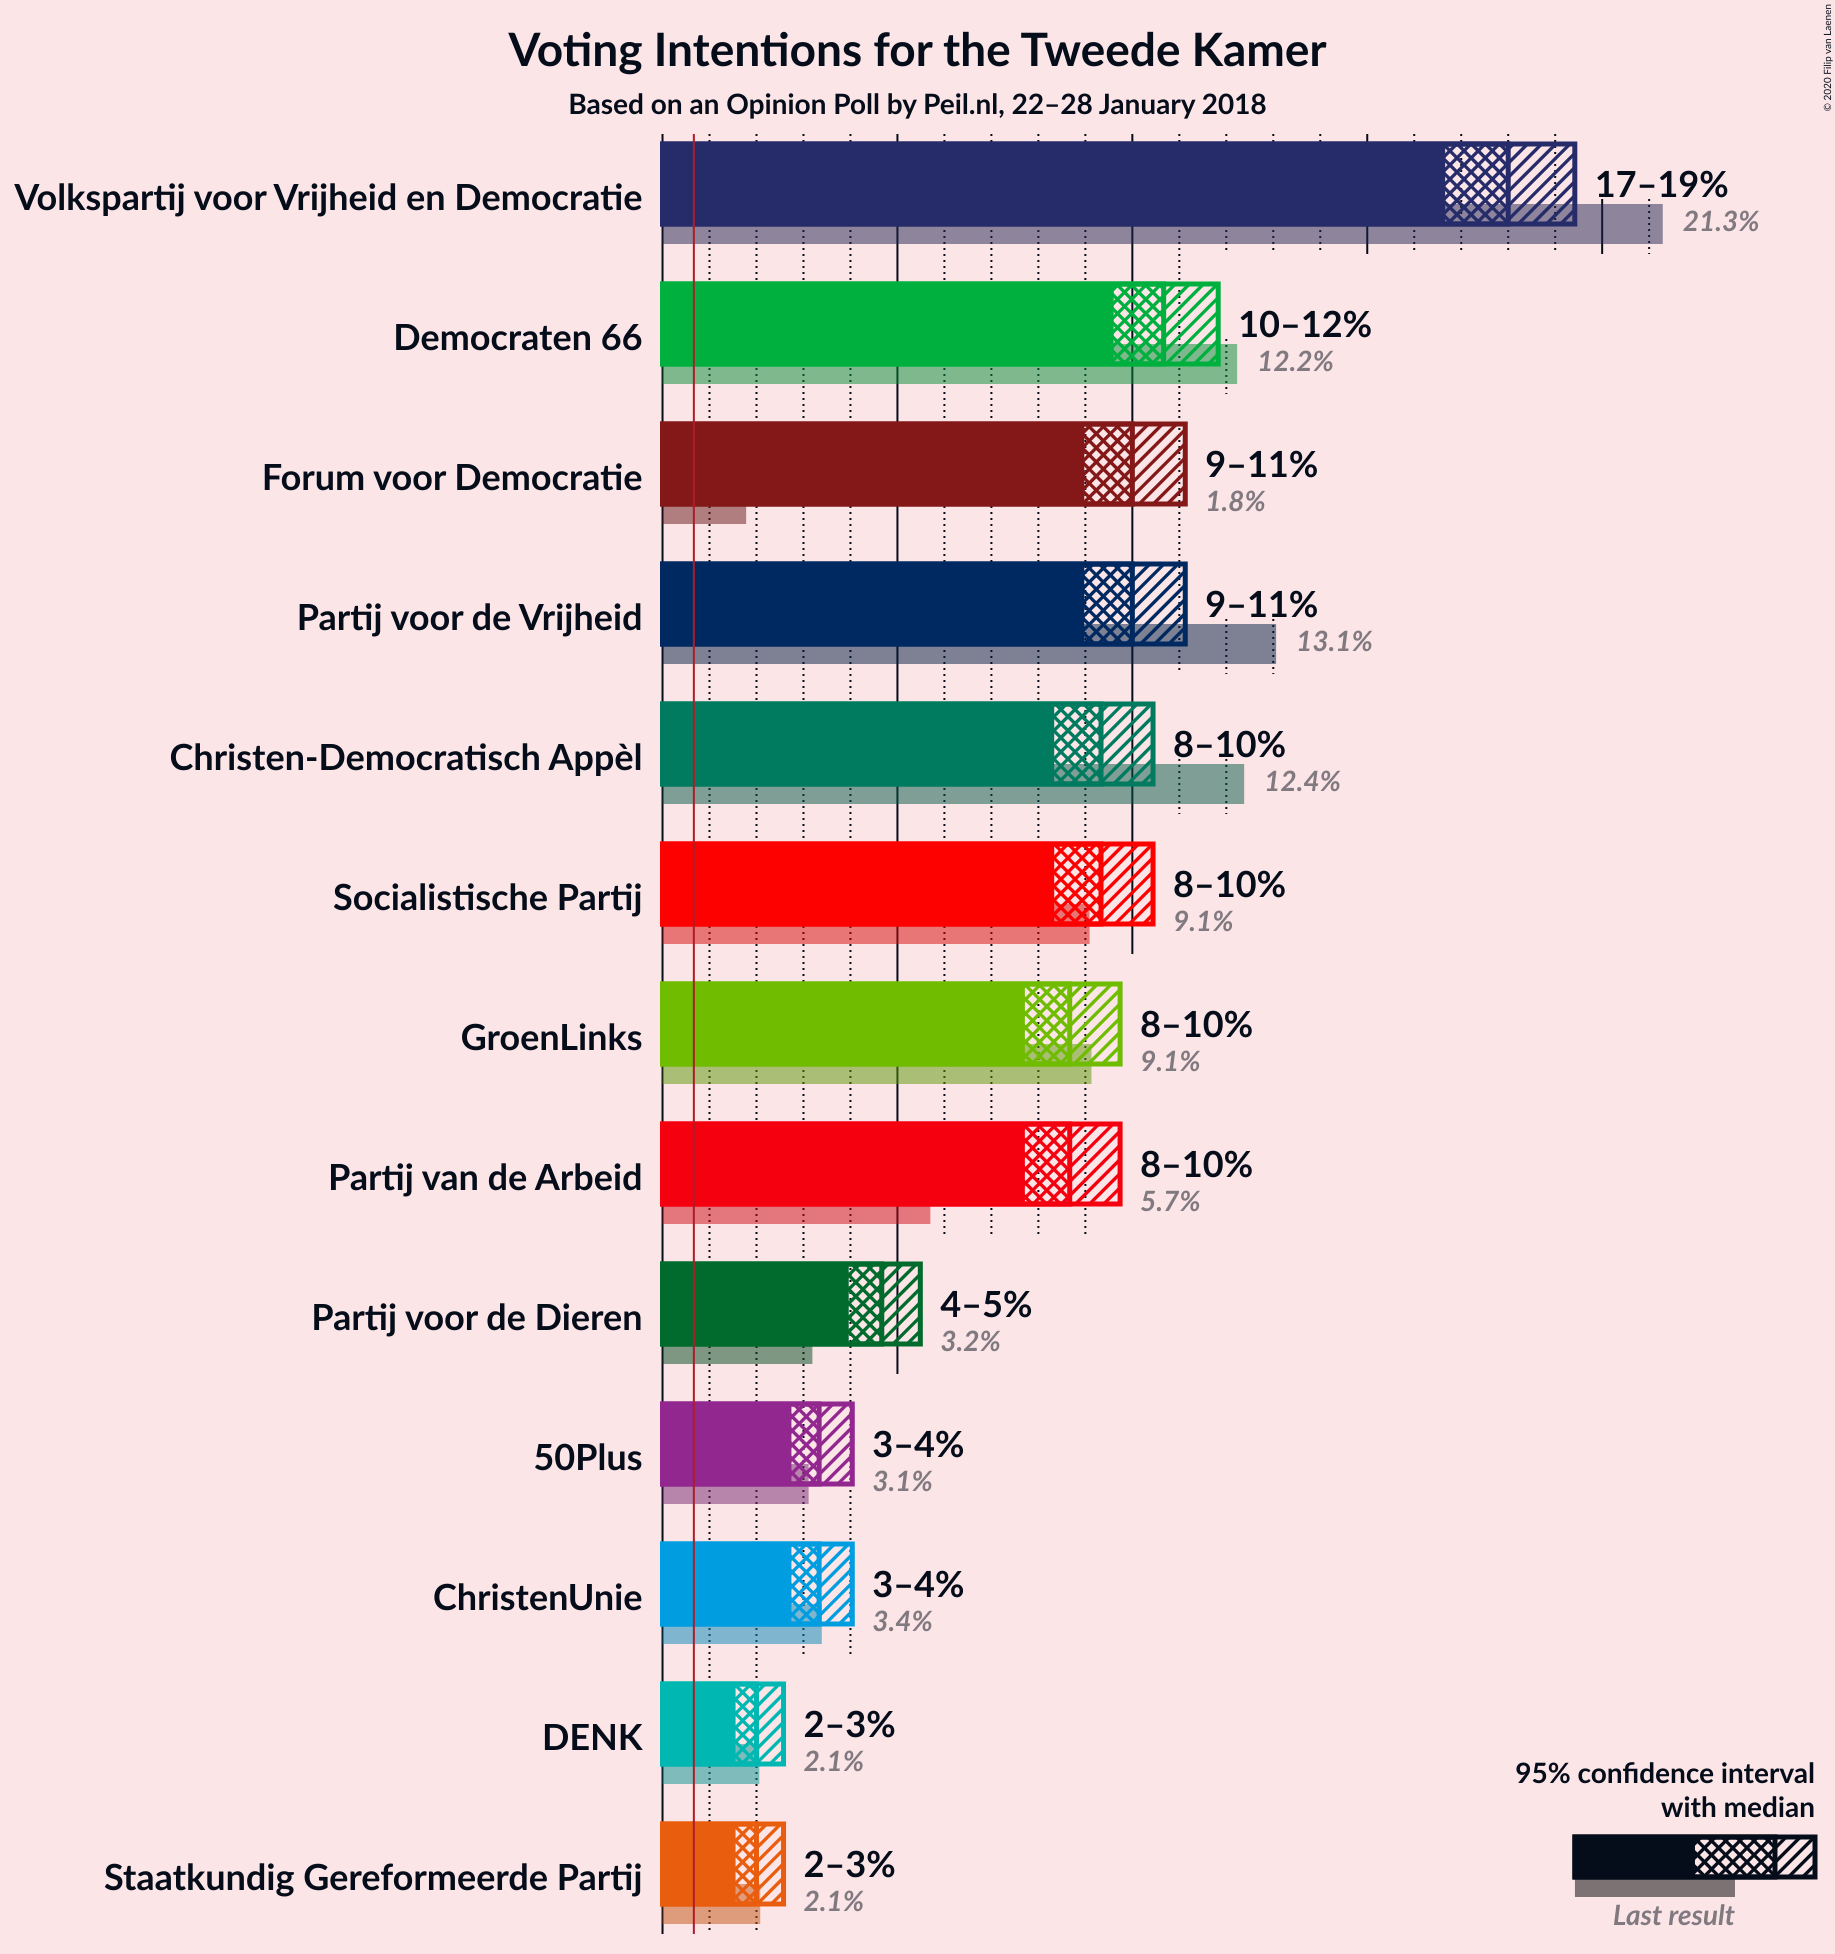 Voting Intentions for the Tweede Kamer
Based on an Opinion Poll by Peil.nl, 22–28 January 2018
© 2020 Filip van Laenen
Volkspartij voor Vrijheid en Democratie
17–19%
21.3%
Democraten 66
10–12%
12.2%
Forum voor Democratie
9–11%
1.8%
Partij voor de Vrijheid
9–11%
13.1%
Christen-Democratisch Appèl
8–10%
12.4%
Socialistische Partij
8–10%
9.1%
GroenLinks
8–10%
9.1%
Partij van de Arbeid
8–10%
5.7%
Partij voor de Dieren
4–5%
3.2%
50Plus
3–4%
3.1%
ChristenUnie
3–4%
3.4%
DENK
2–3%
2.1%
Staatkundig Gereformeerde Partij
2–3%
2.1%
95% confidence interval
with median
Last result